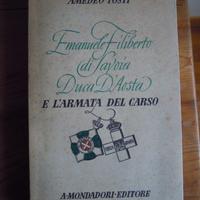 AMEDEO TOSTI
Emanuele Filiberto
di Savoia
Duca D'Aosta
E L'ARMATA DEL CARSO
A·MONDADORI·EDITORE